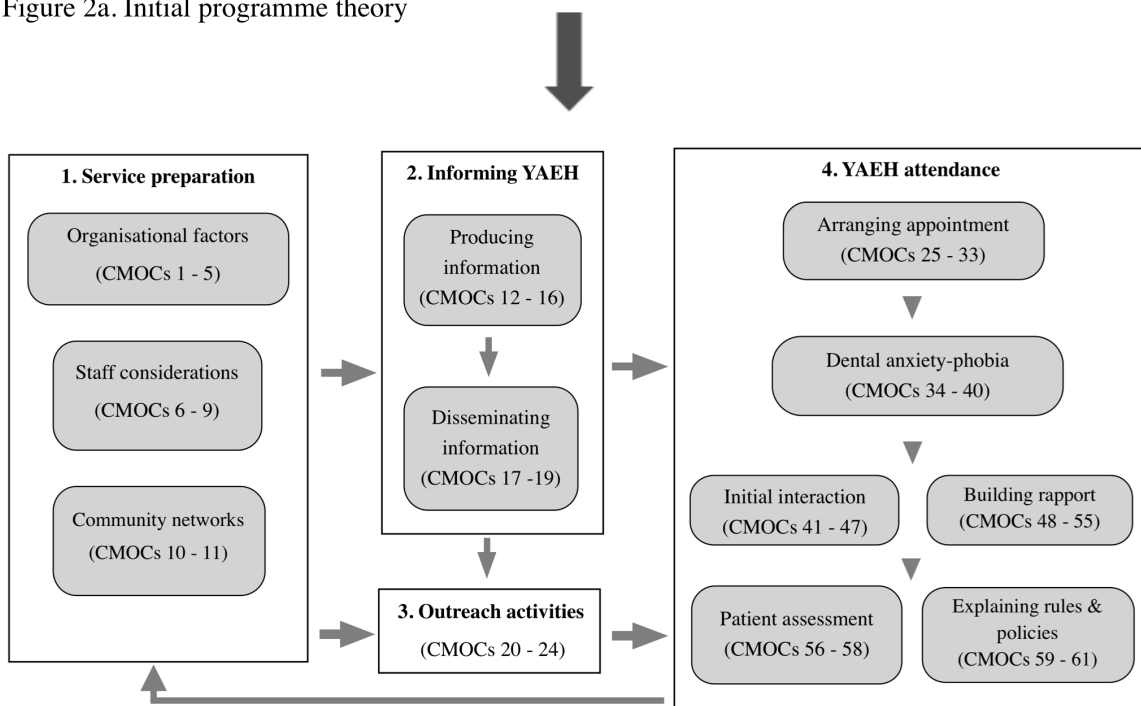 Figure 2a. Initial programme theory
1. Service preparation
Organisational factors
(CMOCs 1 - 5)
Staff considerations
(CMOCs 6 - 9)
Community networks
(CMOCs 10 - 11)
2. Informing YAEH
Producing
information
(CMOCs 12 - 16)
Disseminating
information
(CMOCs 17 -19)
3. Outreach activities
(CMOCs 20 - 24)
4. YAEH attendance
Arranging appointment
(CMOCs 25 - 33)
Dental anxiety-phobia
(CMOCs 34 - 40)
Initial interaction
(CMOCs 41 - 47)
Building rapport
(CMOCs 48 - 55)
Patient assessment
(CMOCs 56 - 58)
Explaining rules &
policies
(CMOCs 59 - 61)